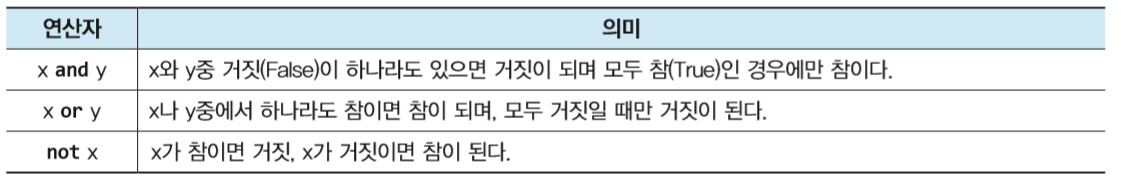 연산자 의미
x and y x와 y중 거짓(False)이 하나라도 있으면 거짓이 되며 모두 참(True)인 경우에만 참이다.
x or y x나 y중에서 하나라도 참이면 참이 되며, 모두 거짓일 때만 거짓이 된다.
not x x가 참이면 거짓, x가 거짓이면 참이 된다.